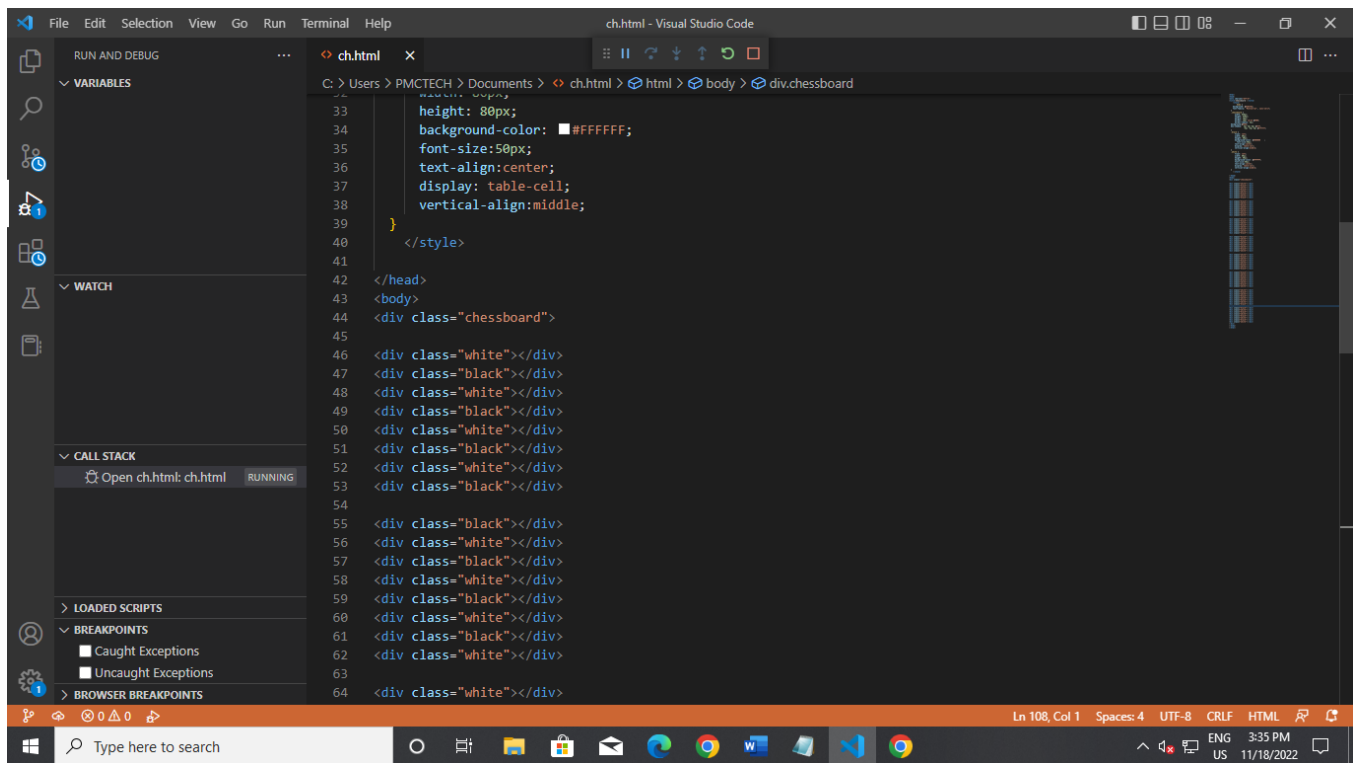 File Edit Selection View Go Run Terminal Help ch.html - Visual Studio Code
RUN AND DEBUG
ch.html
VARIABLES
C: > Users > PMCTECH > Documents > ch.html > html > body > div.chessboard
33 height: 80px;
34 background-color: #FFFFFF;
35 font-size:50px;
36 text-align:center;
37 display: table-cell;
38 vertical-align:middle;
39 }
40 </style>
41
42 </head>
43 <body>
44 <div class="chessboard">
45
46 <div class="white"></div>
47 <div class="black"></div>
48 <div class="white"></div>
49 <div class="black"></div>
50 <div class="white"></div>
51 <div class="black"></div>
52 <div class="white"></div>
53 <div class="black"></div>
54
55 <div class="black"></div>
56 <div class="white"></div>
57 <div class="black"></div>
58 <div class="white"></div>
59 <div class="black"></div>
60 <div class="white"></div>
61 <div class="black"></div>
62 <div class="white"></div>
63
64 <div class="white"></div>
WATCH
CALL STACK
Open ch.html: ch.html RUNNING
LOADED SCRIPTS
BREAKPOINTS
Caught Exceptions
Uncaught Exceptions
BROWSER BREAKPOINTS
1
1
0 0 Ln 108, Col 1 Spaces: 4 UTF-8 CRLF HTML
Type here to search
ENG 3:35 PM
US 11/18/2022